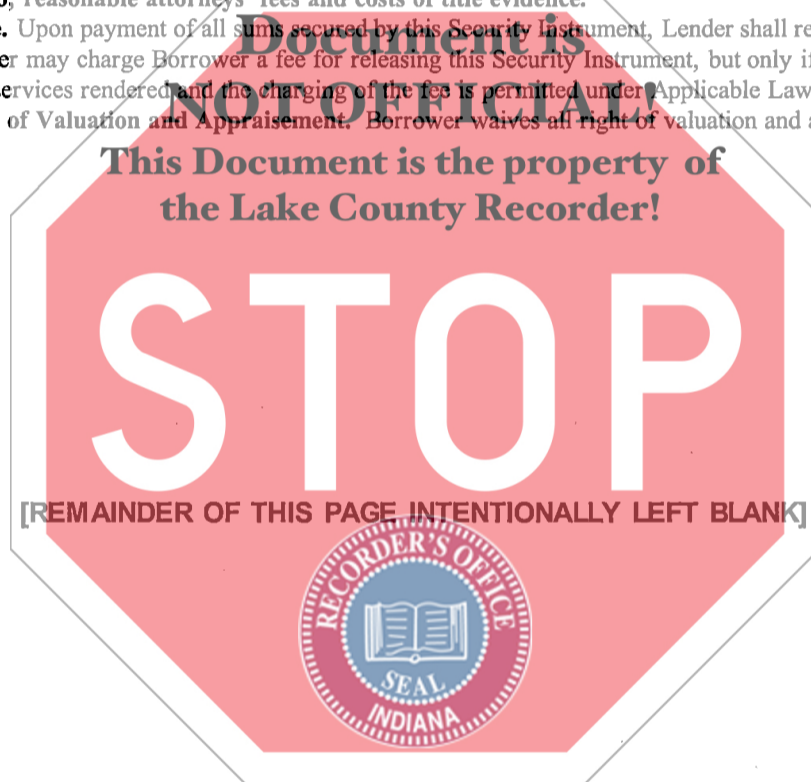 , reasonable attorneys' fees and costs of title evidence.
. Upon payment of all sums secured by this Security Instrument, Lender shall re
er may charge Borrower a fee for releasing this Security Instrument, but only if
ervices rendered and the charging of the fee is permitted under Applicable Law
of Valuation and Appraisement. Borrower waives all right of valuation and a
Document is
NOT OFFICIAL!
This Document is the property of
the Lake County Recorder!
STOP
[REMAINDER OF THIS PAGE INTENTIONALLY LEFT BLANK]
RECORDER'S OFFICE
SEAL
INDIANA